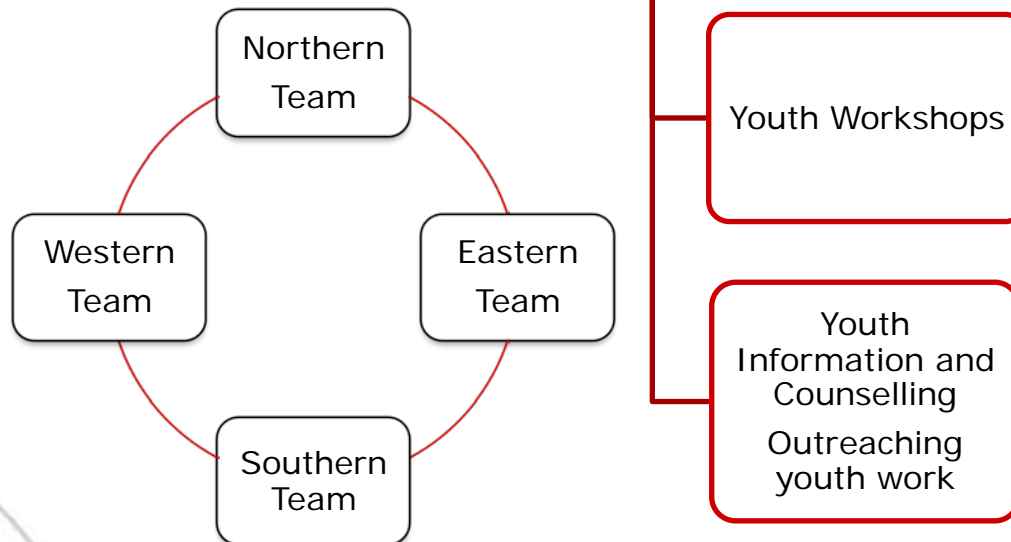 Northern
Team
Western
Team
Eastern
Team
Southern
Team
Youth Workshops
Youth
Information and
Counselling
Outreaching
youth work